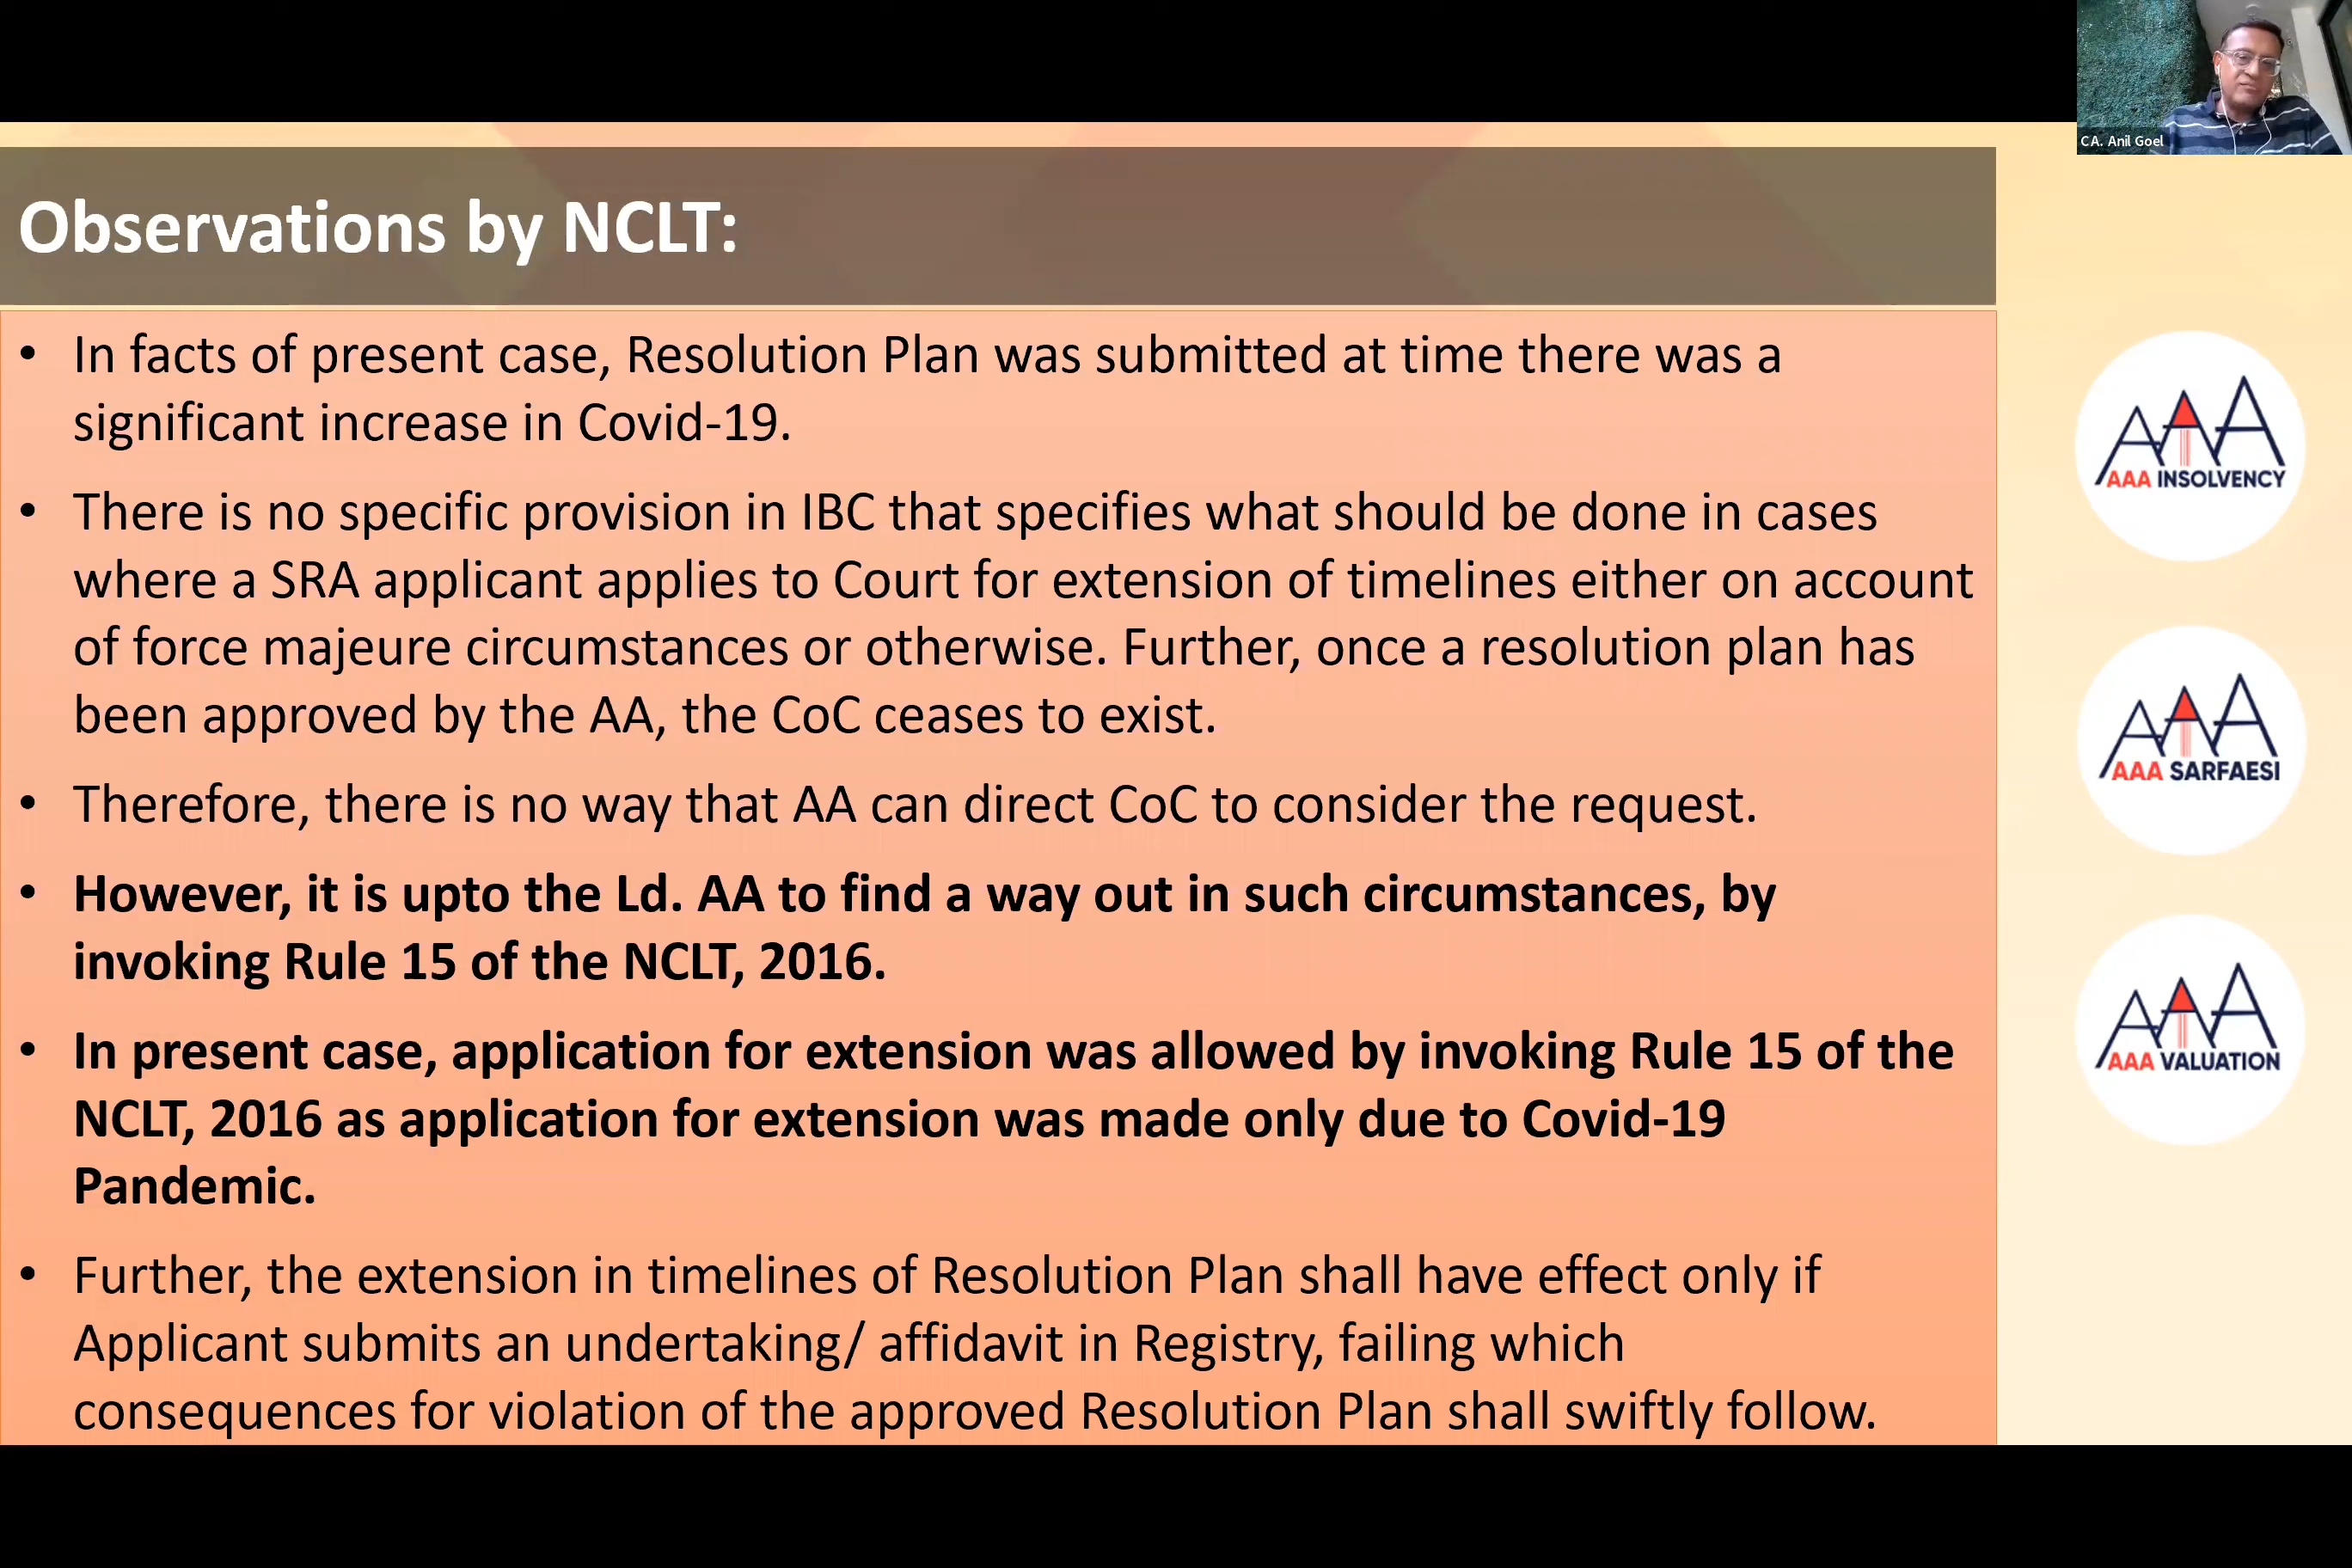 CA. Anil Goel
Observations by NCLT:
• In facts of present case, Resolution Plan was submitted at time there was a
significant increase in Covid-19.
• There is no specific provision in IBC that specifies what should be done in cases
where a SRA applicant applies to Court for extension of timelines either on account
of force majeure circumstances or otherwise. Further, once a resolution plan has
been approved by the AA, the CoC ceases to exist.
• Therefore, there is no way that AA can direct CoC to consider the request.
• However, it is upto the Ld. AA to find a way out in such circumstances, by
invoking Rule 15 of the NCLT, 2016.
• In present case, application for extension was allowed by invoking Rule 15 of the
NCLT, 2016 as application for extension was made only due to Covid-19
Pandemic.
• Further, the extension in timelines of Resolution Plan shall have effect only if
Applicant submits an undertaking/ affidavit in Registry, failing which
consequences for violation of the approved Resolution Plan shall swiftly follow.
AAA
AAA INSOLVENCY
AAA
AAA SARFAESI
AAA
AAA VALUATION